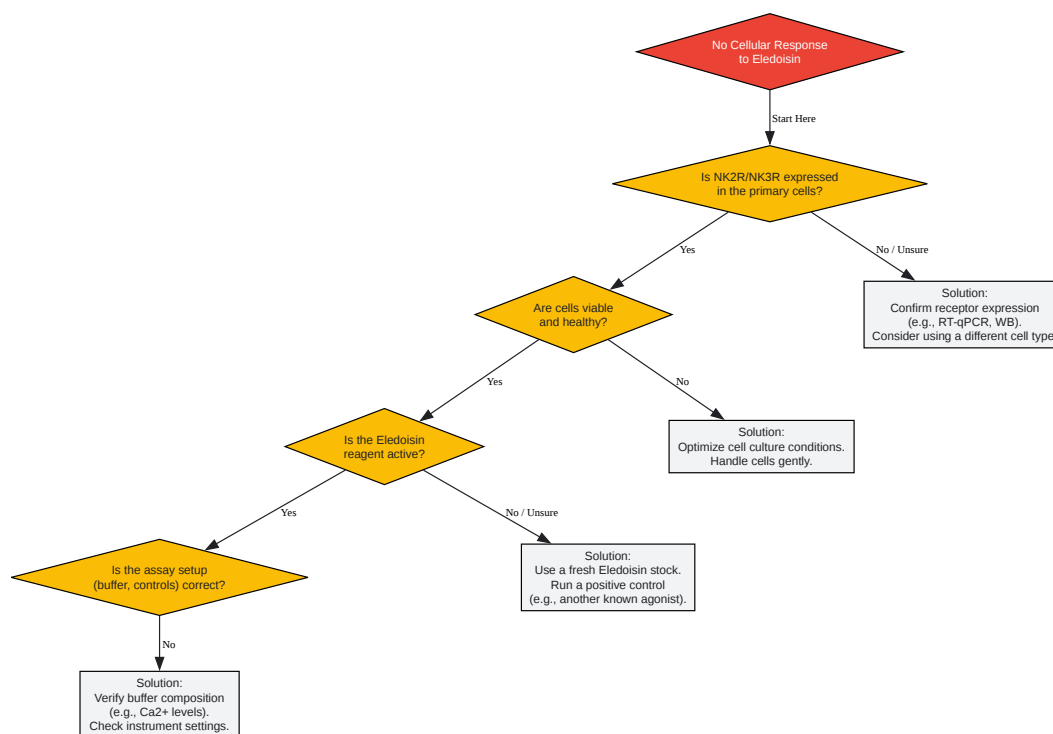 No Cellular Response
to Eledoisin
Start Here
Is NK2R/NK3R expressed
in the primary cells?
Yes
No / Unsure
Are cells viable
and healthy?
Solution:
Confirm receptor expression
(e.g., RT-qPCR, WB).
Consider using a different cell type
Yes
No
Is the Eledoisin
reagent active?
Solution:
Optimize cell culture conditions.
Handle cells gently.
Yes
No / Unsure
Is the assay setup
(buffer, controls) correct?
Solution:
Use a fresh Eledoisin stock.
Run a positive control
(e.g., another known agonist).
No
Solution:
Verify buffer composition
(e.g., Ca2+ levels).
Check instrument settings.